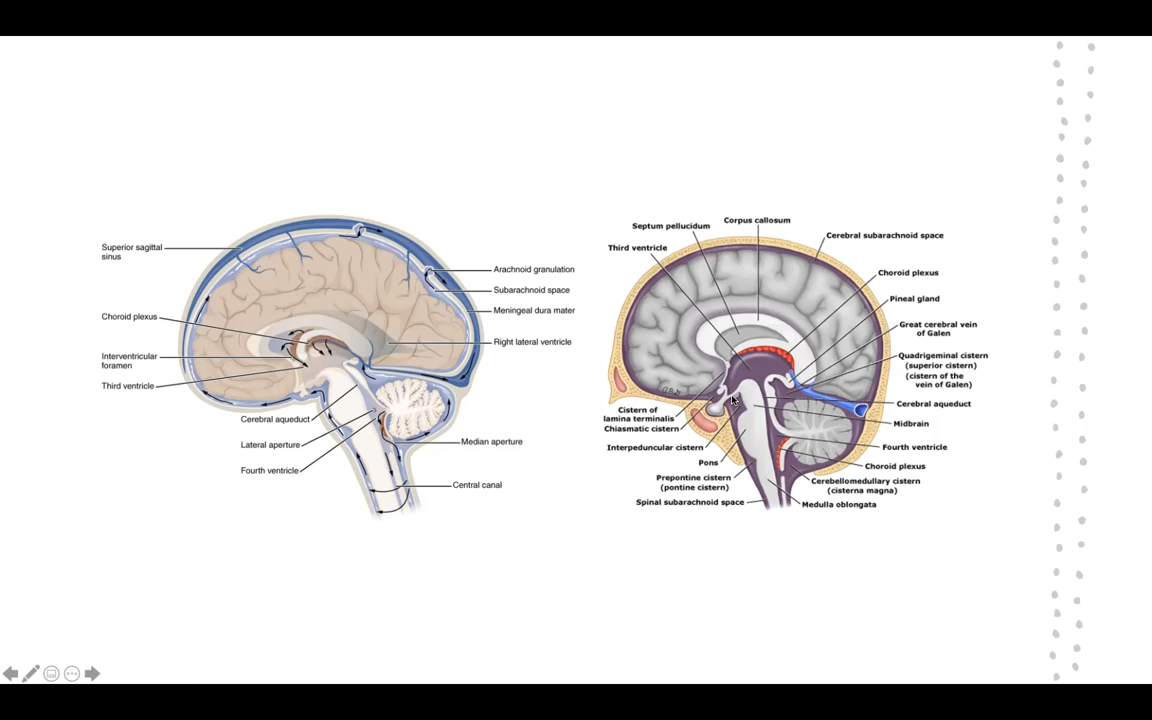 Superior sagittal
sinus
Choroid plexus
Interventricular
foramen
Third ventricle
Cerebral aqueduct
Lateral aperture
Fourth ventricle
Arachnoid granulation
Subarachnoid space
Meningeal dura mater
Right lateral ventricle
Median aperture
Central canal
Corpus callosum
Septum pellucidum
Third ventricle
Cerebral subarachnoid space
Choroid plexus
Pineal gland
Great cerebral vein
of Galen
Quadrigeminal cistern
(superior cistern)
(cistern of the
vein of Galen)
Cerebral aqueduct
Midbrain
Fourth ventricle
Choroid plexus
Cerebellomedullary cistern
(cisterna magna)
Medulla oblongata
Cistern of
lamina terminalis
Chiasmatic cistern
Interpeduncular cistern
Pons
Prepontine cistern
(pontine cistern)
Spinal subarachnoid space